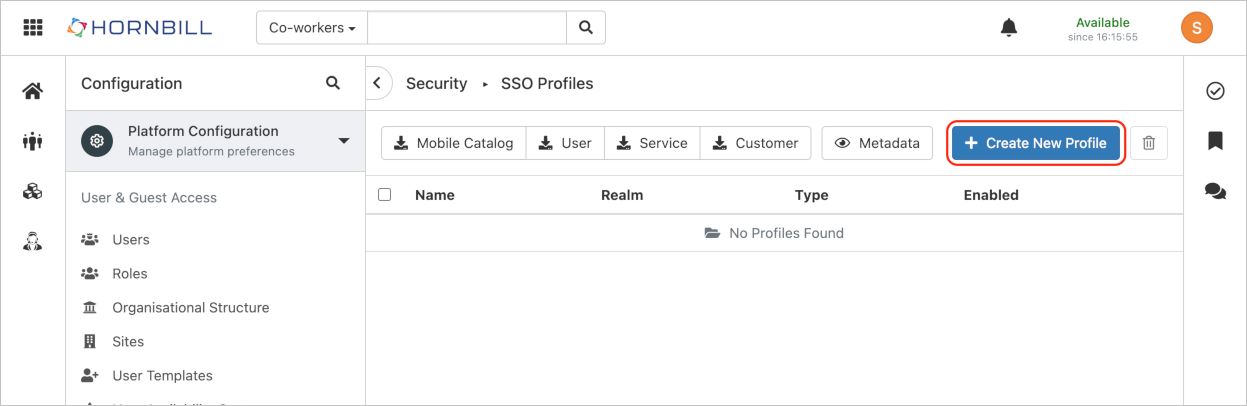 HORNBILL
Co-workers
Available
since 16:15:55
S
Configuration
Security ▸ SSO Profiles
Platform Configuration
Manage platform preferences
Mobile Catalog User Service Customer Metadata + Create New Profile
User & Guest Access
Name Realm Type Enabled
No Profiles Found
Users
Roles
Organisational Structure
Sites
User Templates